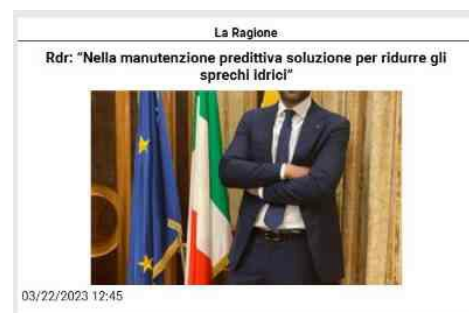 La Ragione
Rdr: “Nella manutenzione predittiva soluzione per ridurre gli
sprechi idrici”
03/22/2023 12:45